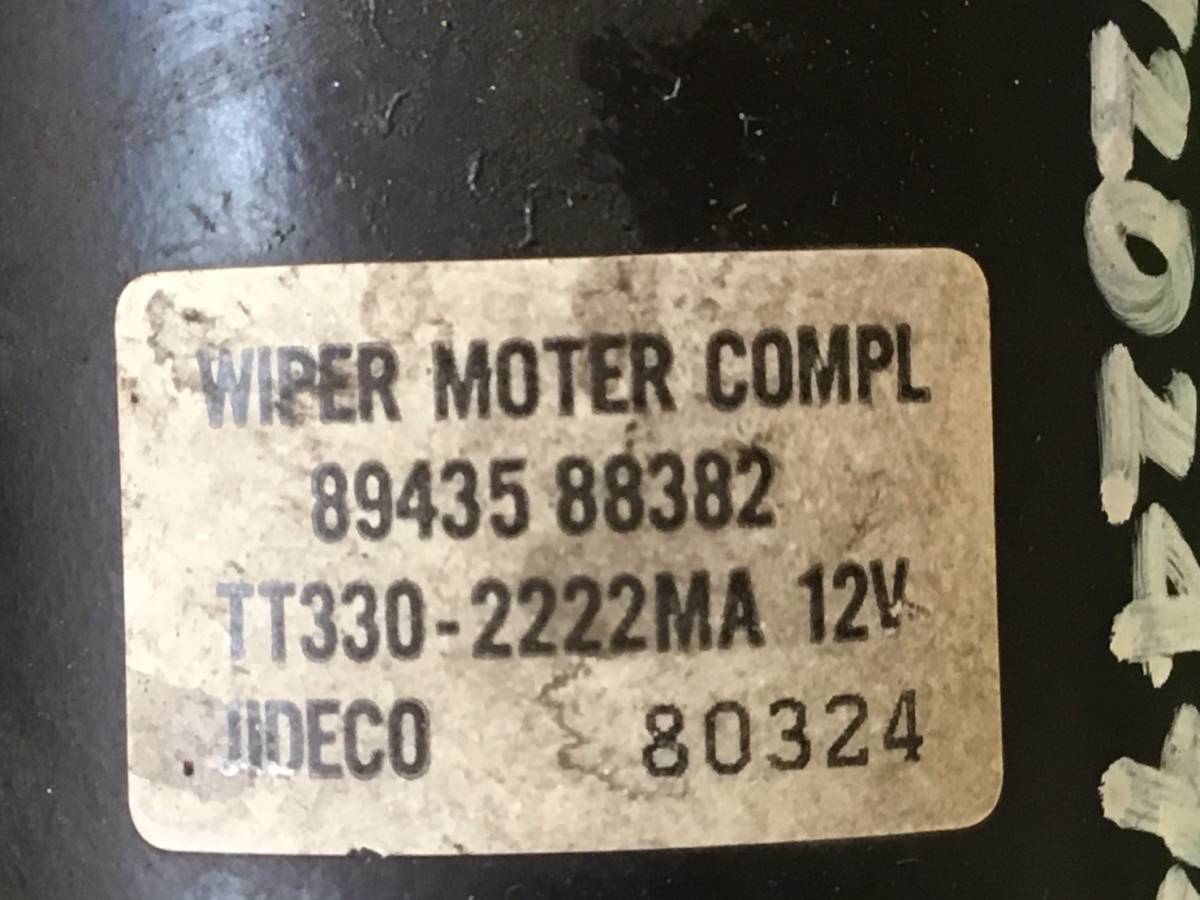 WIPER MOTER COMPL
89435 88382
TT330-2222MA 12V
JIDECO 80324